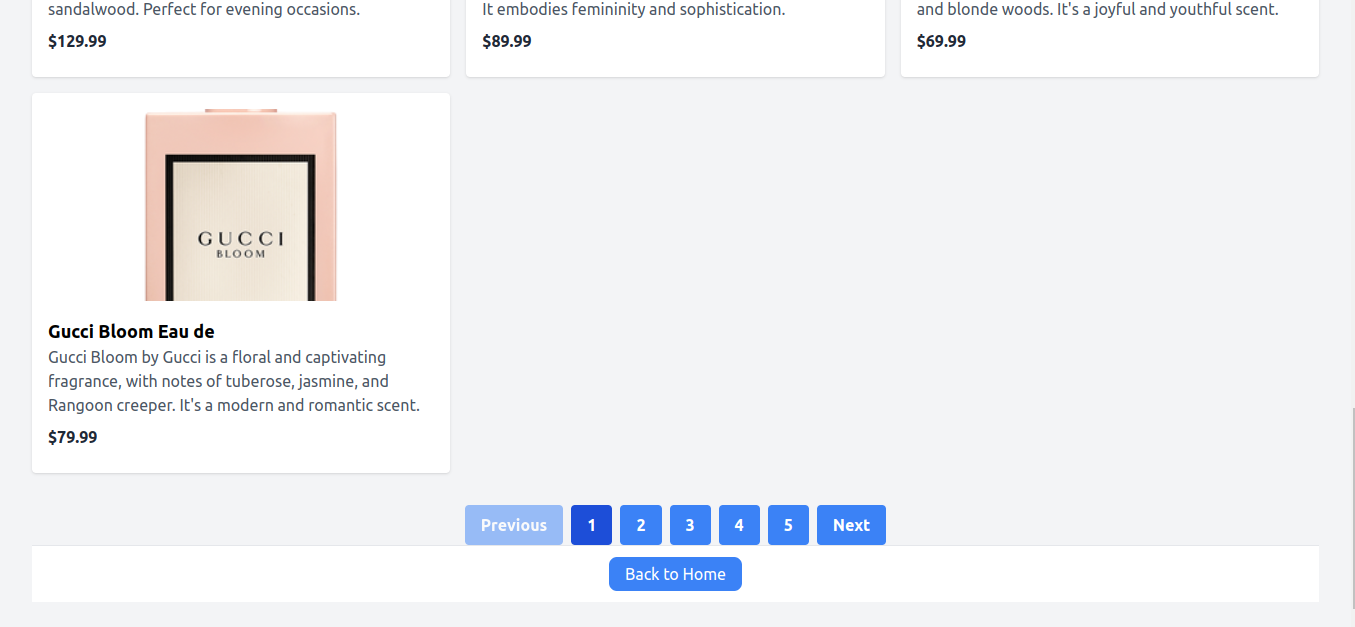 sandalwood. Perfect for evening occasions.
$129.99
It embodies femininity and sophistication.
$89.99
and blonde woods. It's a joyful and youthful scent.
$69.99
GUCCI
BLOOM
Gucci Bloom Eau de
Gucci Bloom by Gucci is a floral and captivating
fragrance, with notes of tuberose, jasmine, and
Rangoon creeper. It's a modern and romantic scent.
$79.99
Previous 1 2 3 4 5 Next
Back to Home